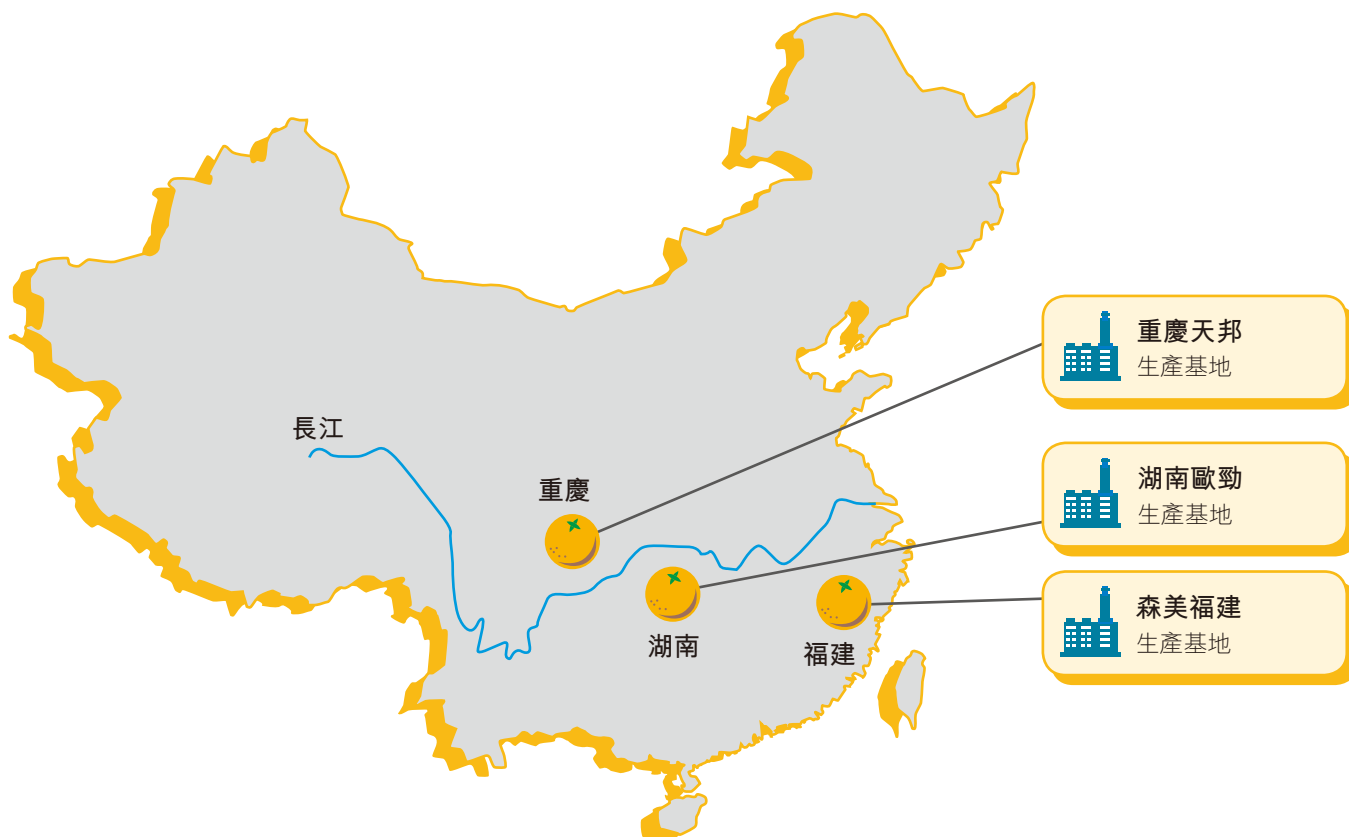 重慶天邦
生產基地
長江
湖南歐勁
生產基地
重慶
森美福建
生產基地
湖南
福建